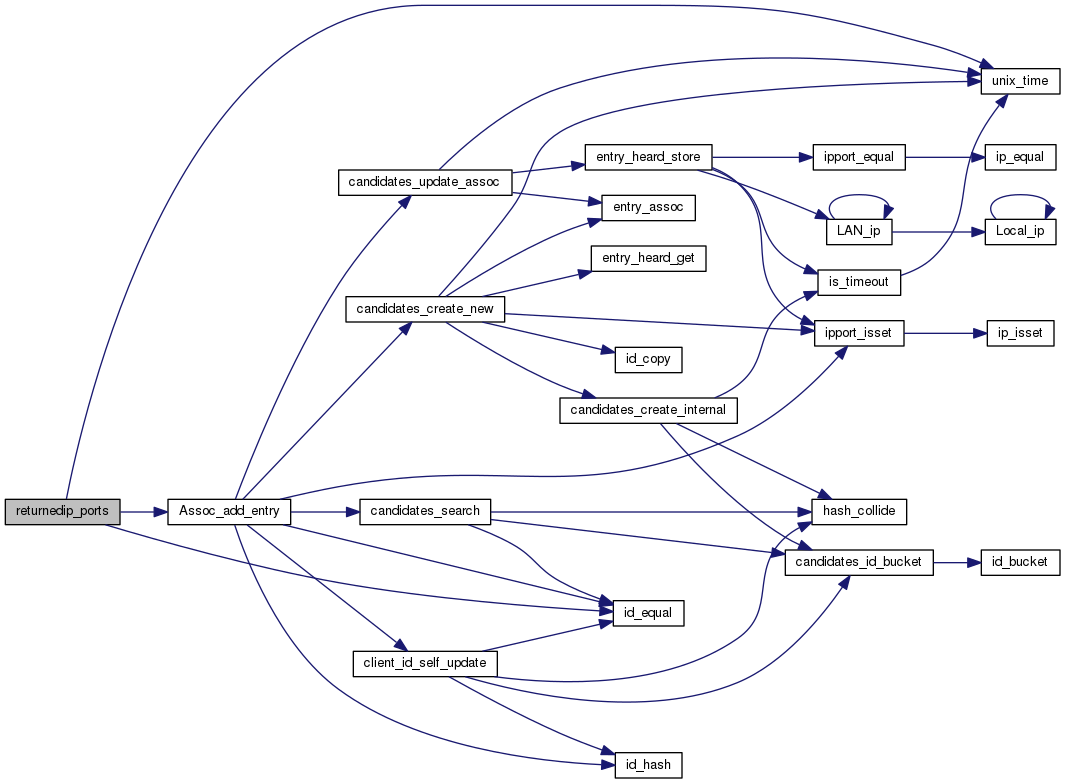 unix_time
entry_heard_store
ipport_equal
ip_equal
candidates_update_assoc
entry_assoc
LAN_ip
Local_ip
entry_heard_get
is_timeout
candidates_create_new
ipport_isset
ip_isset
id_copy
candidates_create_internal
returnedip_ports
Assoc_add_entry
candidates_search
hash_collide
candidates_id_bucket
id_bucket
id_equal
client_id_self_update
id_hash